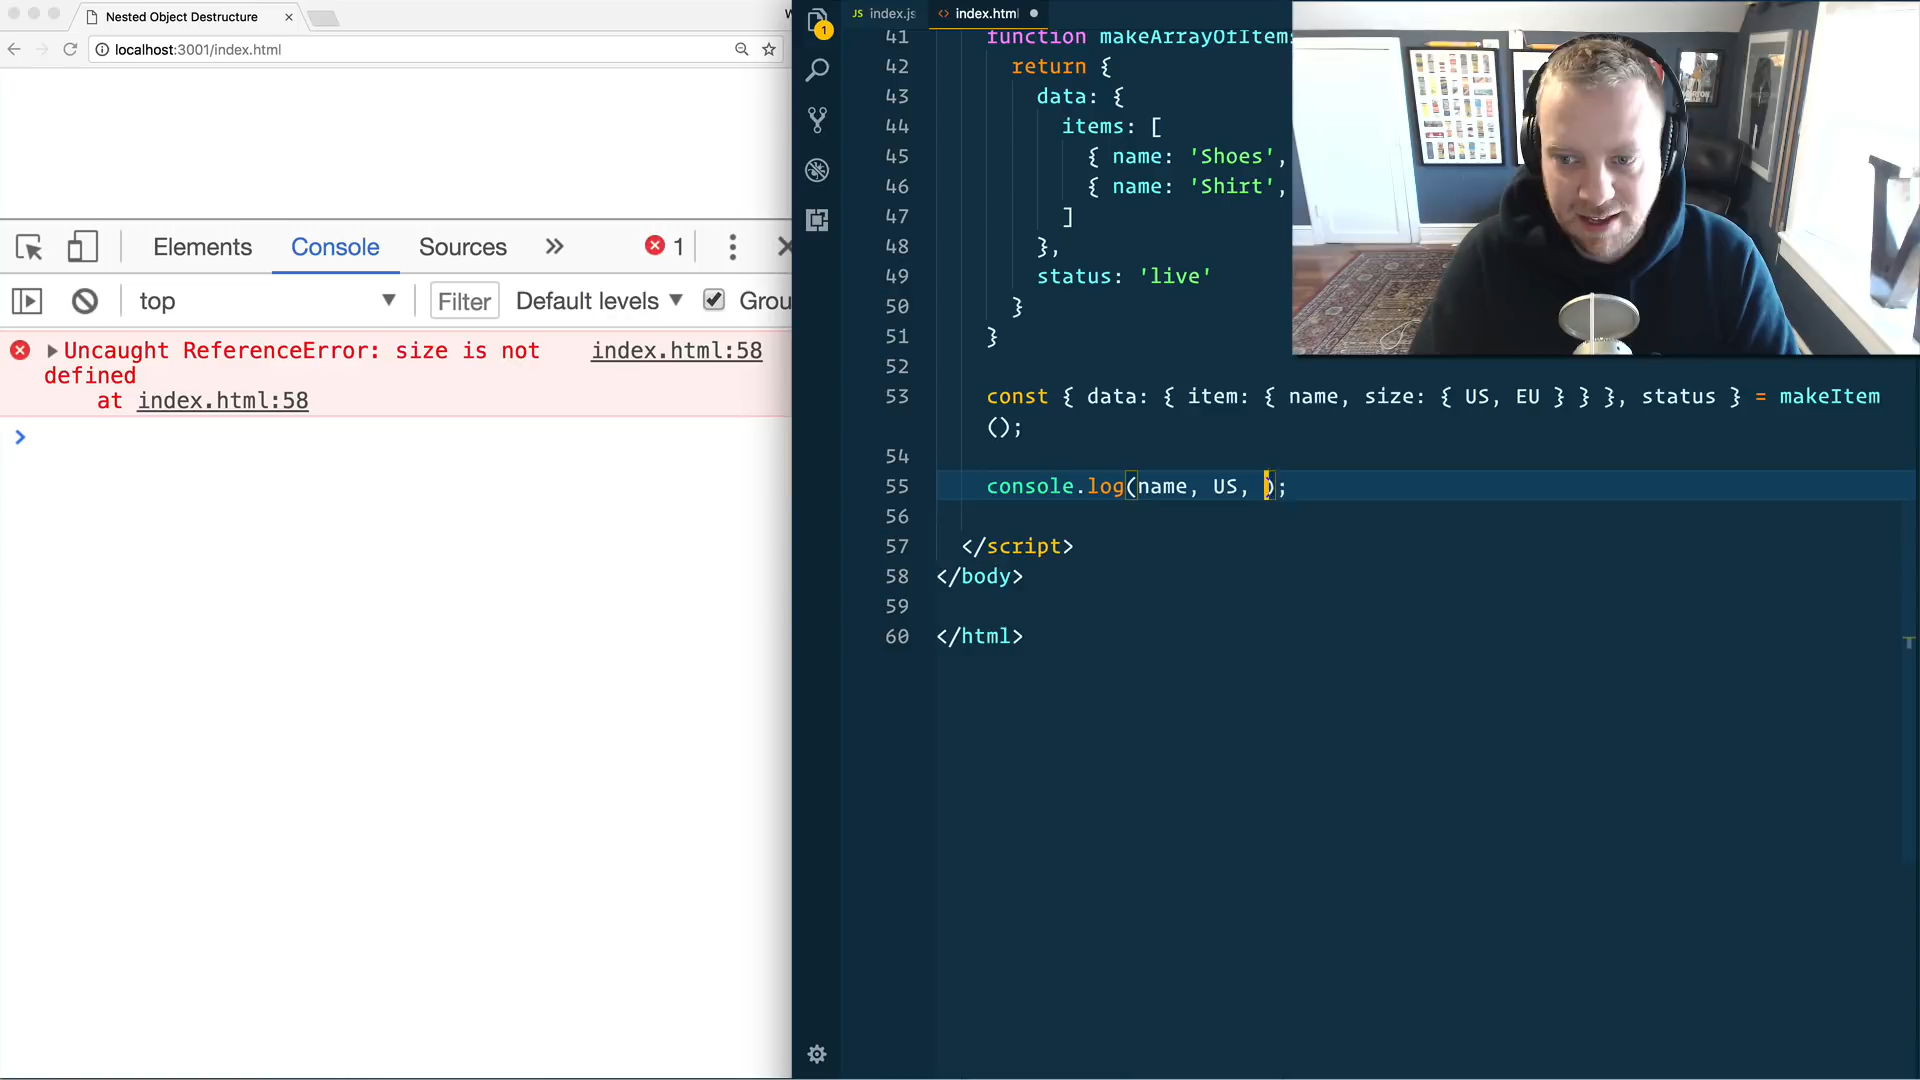 Nested Object Destructure
localhost:3001/index.html
Elements
Console
Sources
1
top
Filter
Default levels
Grou
Uncaught ReferenceError: size is not
defined
index.html:58
at index.html:58
1
JS index.js
index.html
41 function makeArrayOfItems
42 return {
43 data: {
44 items: [
45 { name: 'Shoes',
46 { name: 'Shirt',
47 ]
48 },
49 status: 'live'
50 }
51 }
52
53 const { data: { item: { name, size: { US, EU } } }, status } = makeItem
();
54
55 console.log(name, US, );
56
57 </script>
58 </body>
59
60 </html>